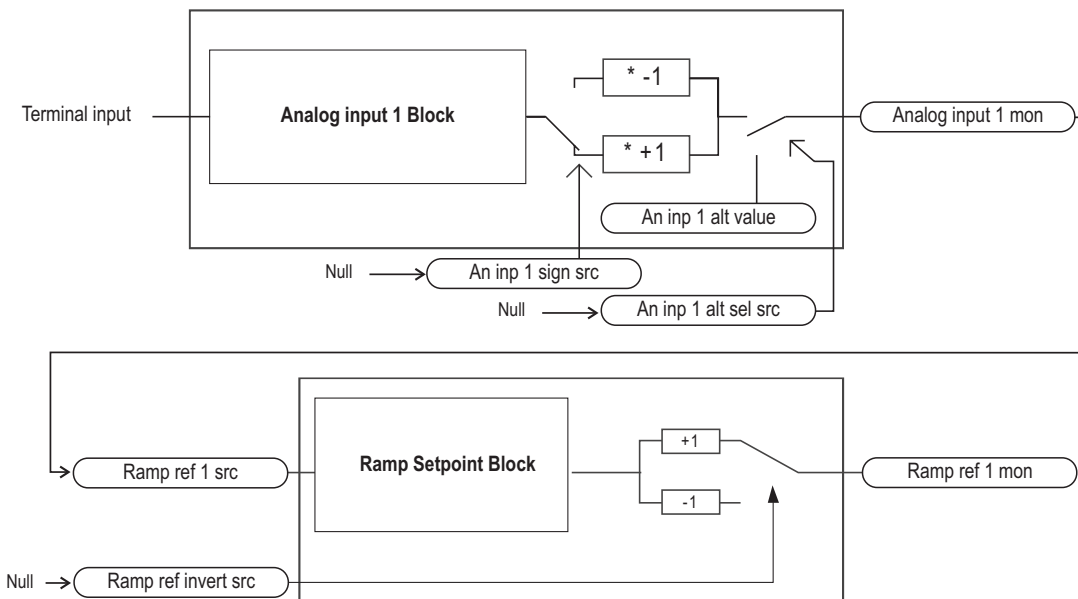 * -1
Terminal input
Analog input 1 Block
Analog input 1 mon
* +1
An inp 1 alt value
Null
An inp 1 sign src
Null
An inp 1 alt sel src
Ramp ref 1 src
Ramp Setpoint Block
+1
Ramp ref 1 mon
-1
Null
Ramp ref invert src